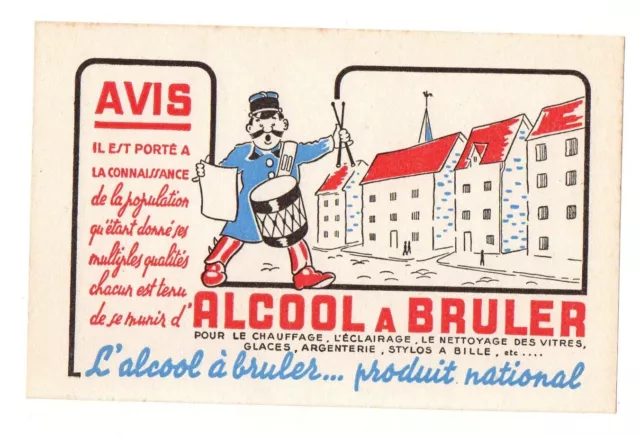 AVIS
IL EST PORTÉ A
LA CONNAISSANCE
de la population
qu'étant donné ses
multiples qualités
chacun est tenu
de se munir d'
ALCOOL A BRULER
POUR LE CHAUFFAGE, L'ÉCLAIRAGE, LE NETTOYAGE DES VITRES,
GLACES, ARGENTERIE, STYLOS A BILLE, etc ....
L'alcool à bruler... produit national